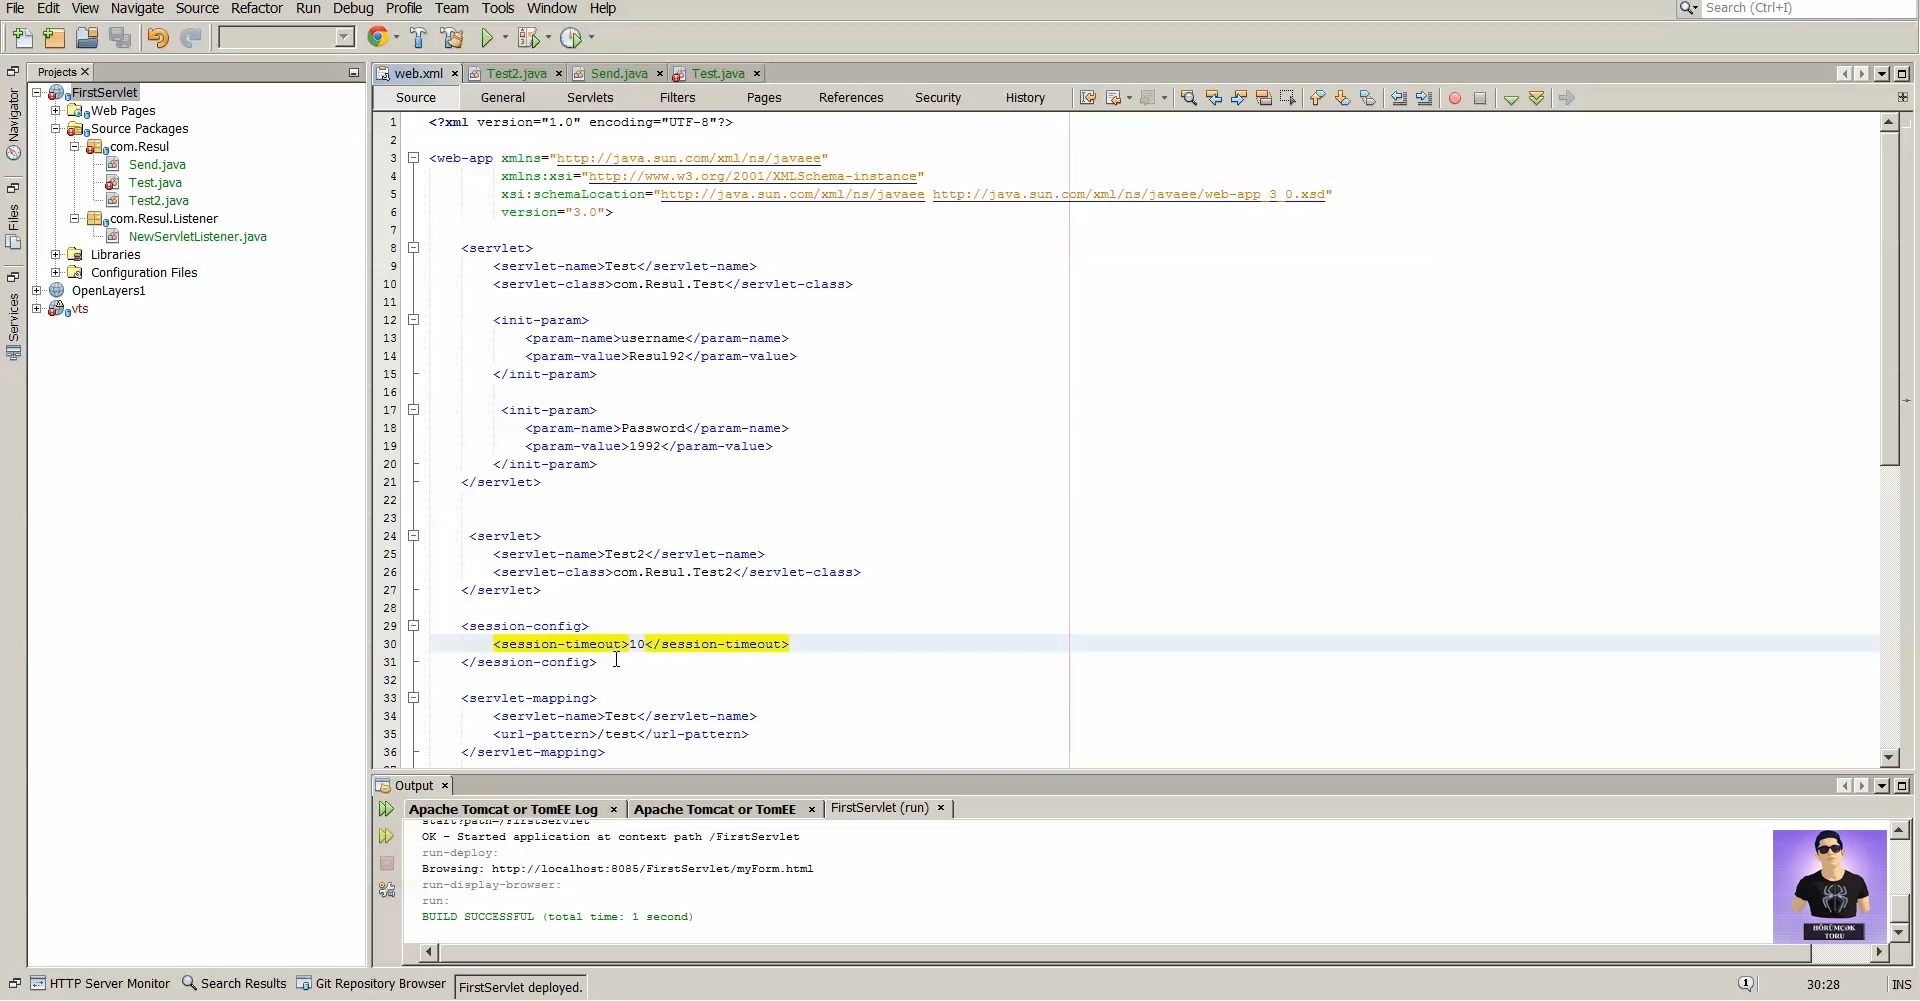 File Edit View Navigate Source Refactor Run Debug Profile Team Tools Window Help
Search (Ctrl+I)
Projects
web.xml Test2.java Send.java Test.java
Source General Servlets Filters Pages References Security History
Navigator
Files
Services
FirstServlet
Web Pages
Source Packages
com.Resul
Send.java
Test.java
Test2.java
com.Resul.Listener
NewServletListener.java
Libraries
Configuration Files
OpenLayers1
vts
1 <?xml version="1.0" encoding="UTF-8"?>
2
3 <web-app xmlns="http://java.sun.com/xml/ns/javaee"
4 xmlns:xsi="http://www.w3.org/2001/XMLSchema-instance"
5 xsi:schemaLocation="http://java.sun.com/xml/ns/javaee http://java.sun.com/xml/ns/javaee/web-app_3_0.xsd"
6 version="3.0">
7
8 <servlet>
9 <servlet-name>Test</servlet-name>
10 <servlet-class>com.Resul.Test</servlet-class>
11
12 <init-param>
13 <param-name>username</param-name>
14 <param-value>Resul92</param-value>
15 </init-param>
16
17 <init-param>
18 <param-name>Password</param-name>
19 <param-value>1992</param-value>
20 </init-param>
21 </servlet>
22
23
24 <servlet>
25 <servlet-name>Test2</servlet-name>
26 <servlet-class>com.Resul.Test2</servlet-class>
27 </servlet>
28
29 <session-config>
30 <session-timeout>10</session-timeout>
31 </session-config>
32
33 <servlet-mapping>
34 <servlet-name>Test</servlet-name>
35 <url-pattern>/test</url-pattern>
36 </servlet-mapping>
Output
Apache Tomcat or TomEE Log Apache Tomcat or TomEE FirstServlet (run)
start?path=/FirstServlet
OK - Started application at context path /FirstServlet
run-deploy:
Browsing: http://localhost:8085/FirstServlet/myForm.html
run-display-browser:
run:
BUILD SUCCESSFUL (total time: 1 second)
HÖRÜMÇƏK
TORU
HTTP Server Monitor Search Results Git Repository Browser FirstServlet deployed. 1 30:28 INS